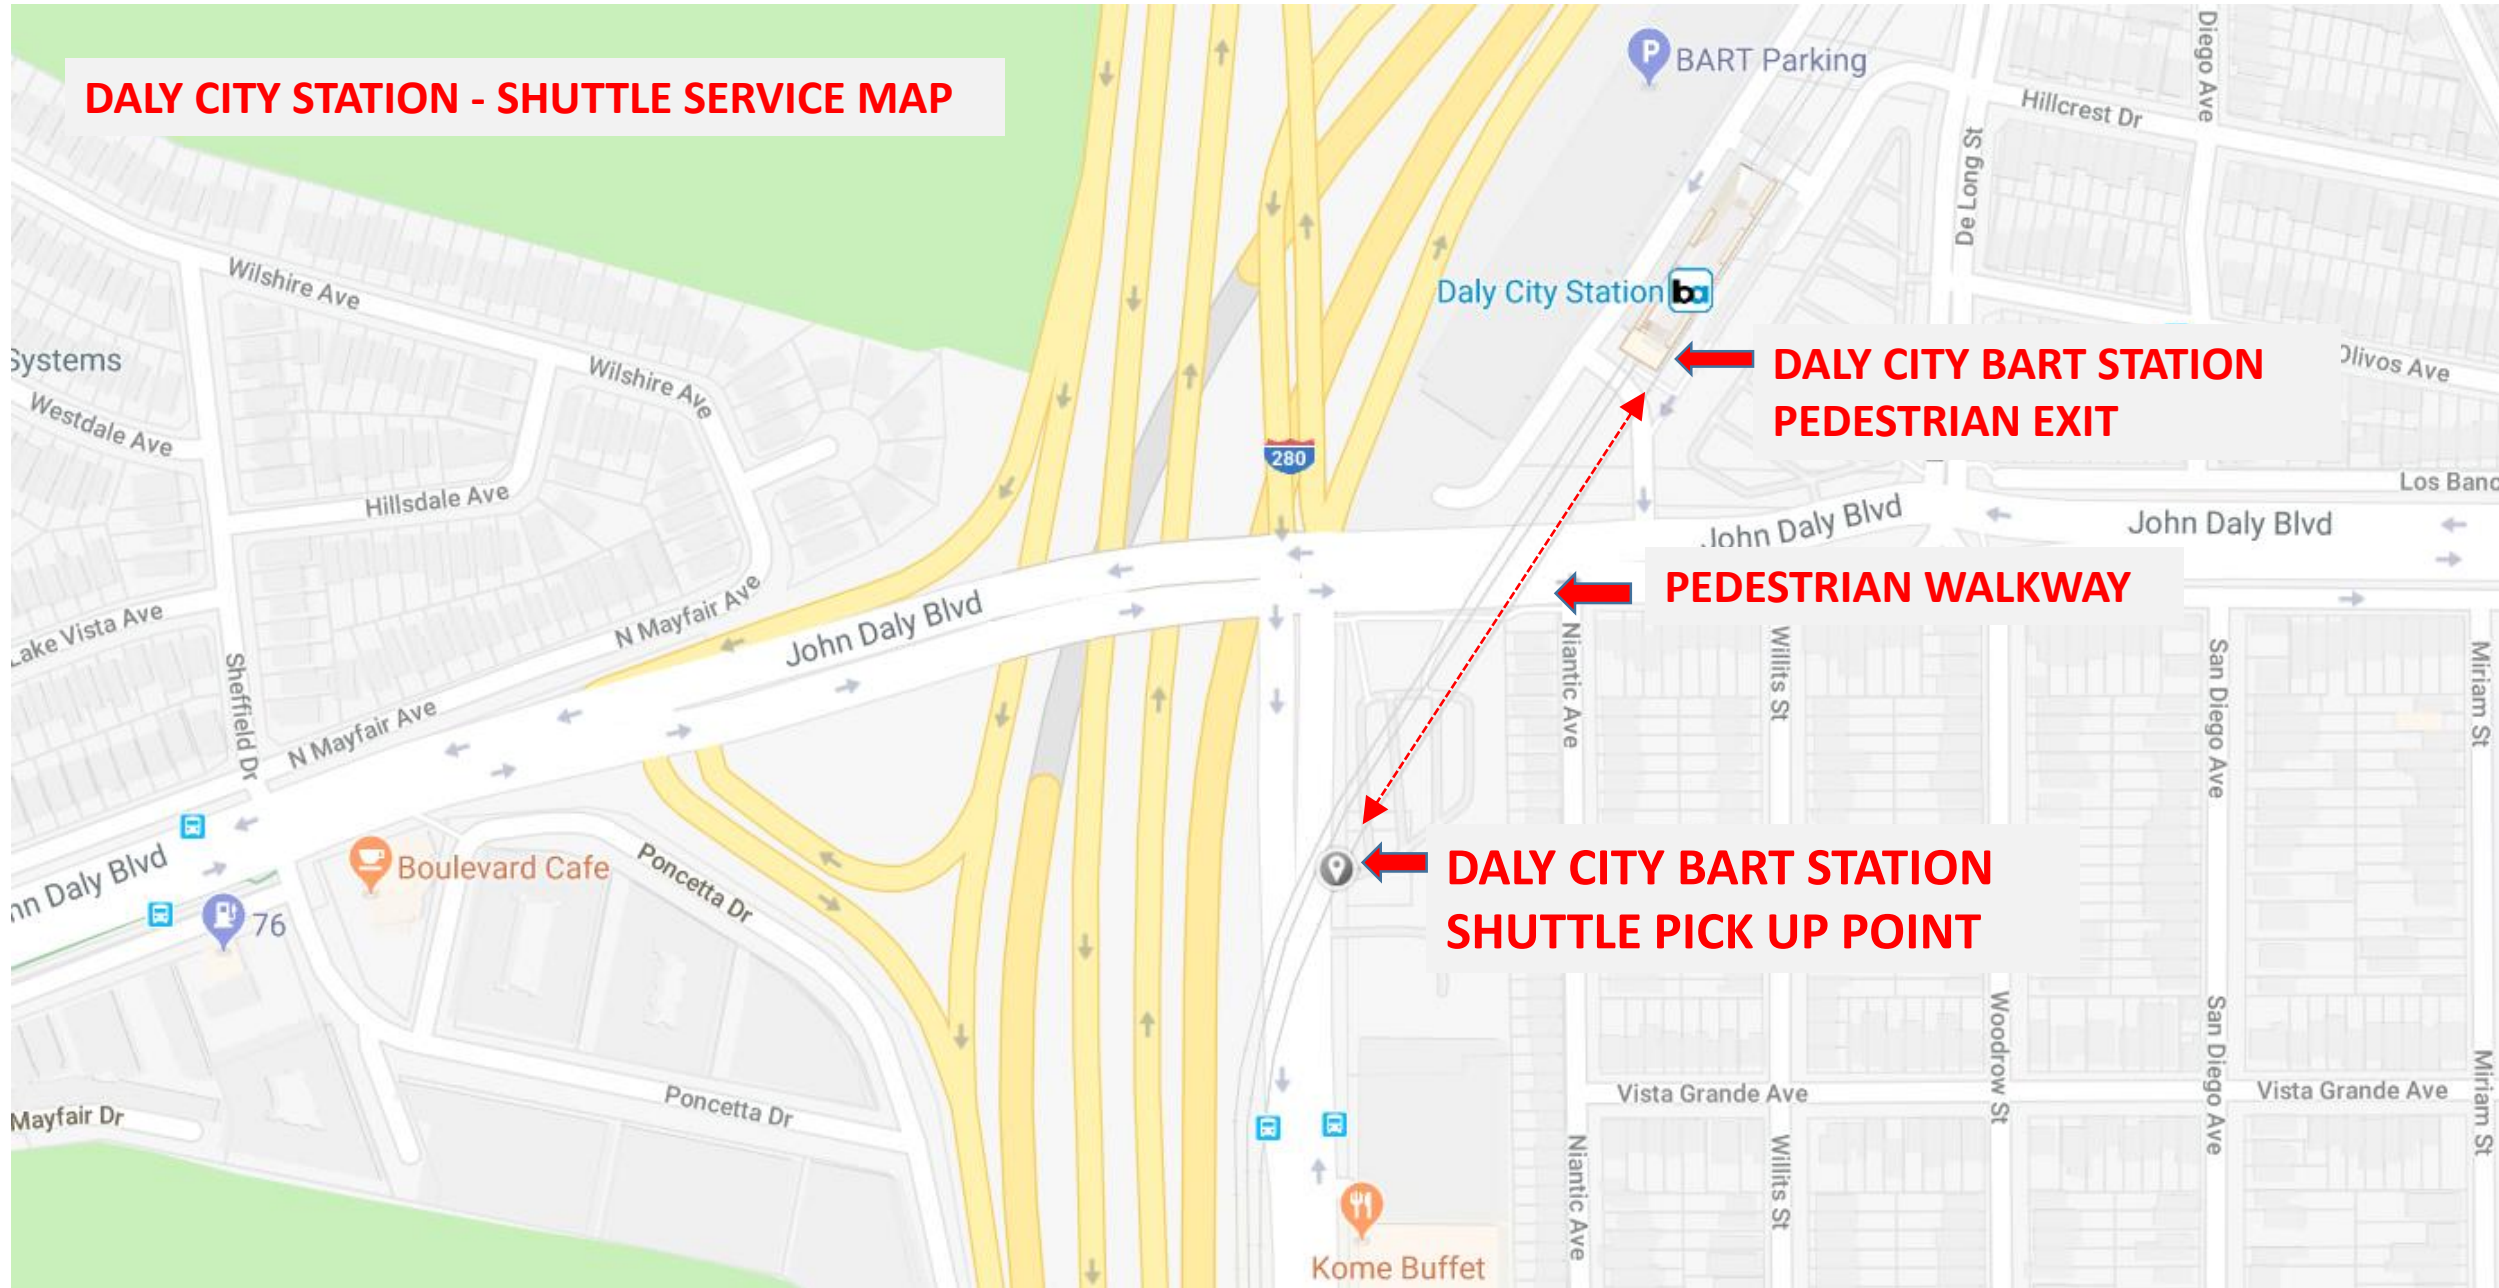 DALY CITY STATION - SHUTTLE SERVICE MAP
P
BART Parking
Diego Ave
Hillcrest Dr
De Long St
Wilshire Ave
Daly City Station
ba
Systems
Wilshire Ave
DALY CITY BART STATION
PEDESTRIAN EXIT
Olivos Ave
Westdale Ave
280
Hillsdale Ave
Los Banc
John Daly Blvd
John Daly Blvd
PEDESTRIAN WALKWAY
N Mayfair Ave
John Daly Blvd
Lake Vista Ave
Sheffield Dr
Niantic Ave
Willits St
San Diego Ave
Miriam St
N Mayfair Ave
hn Daly Blvd
Boulevard Cafe
Poncetta Dr
DALY CITY BART STATION
SHUTTLE PICK UP POINT
76
Woodrow St
San Diego Ave
Miriam St
Poncetta Dr
Vista Grande Ave
Vista Grande Ave
Mayfair Dr
Niantic Ave
Willits St
Kome Buffet